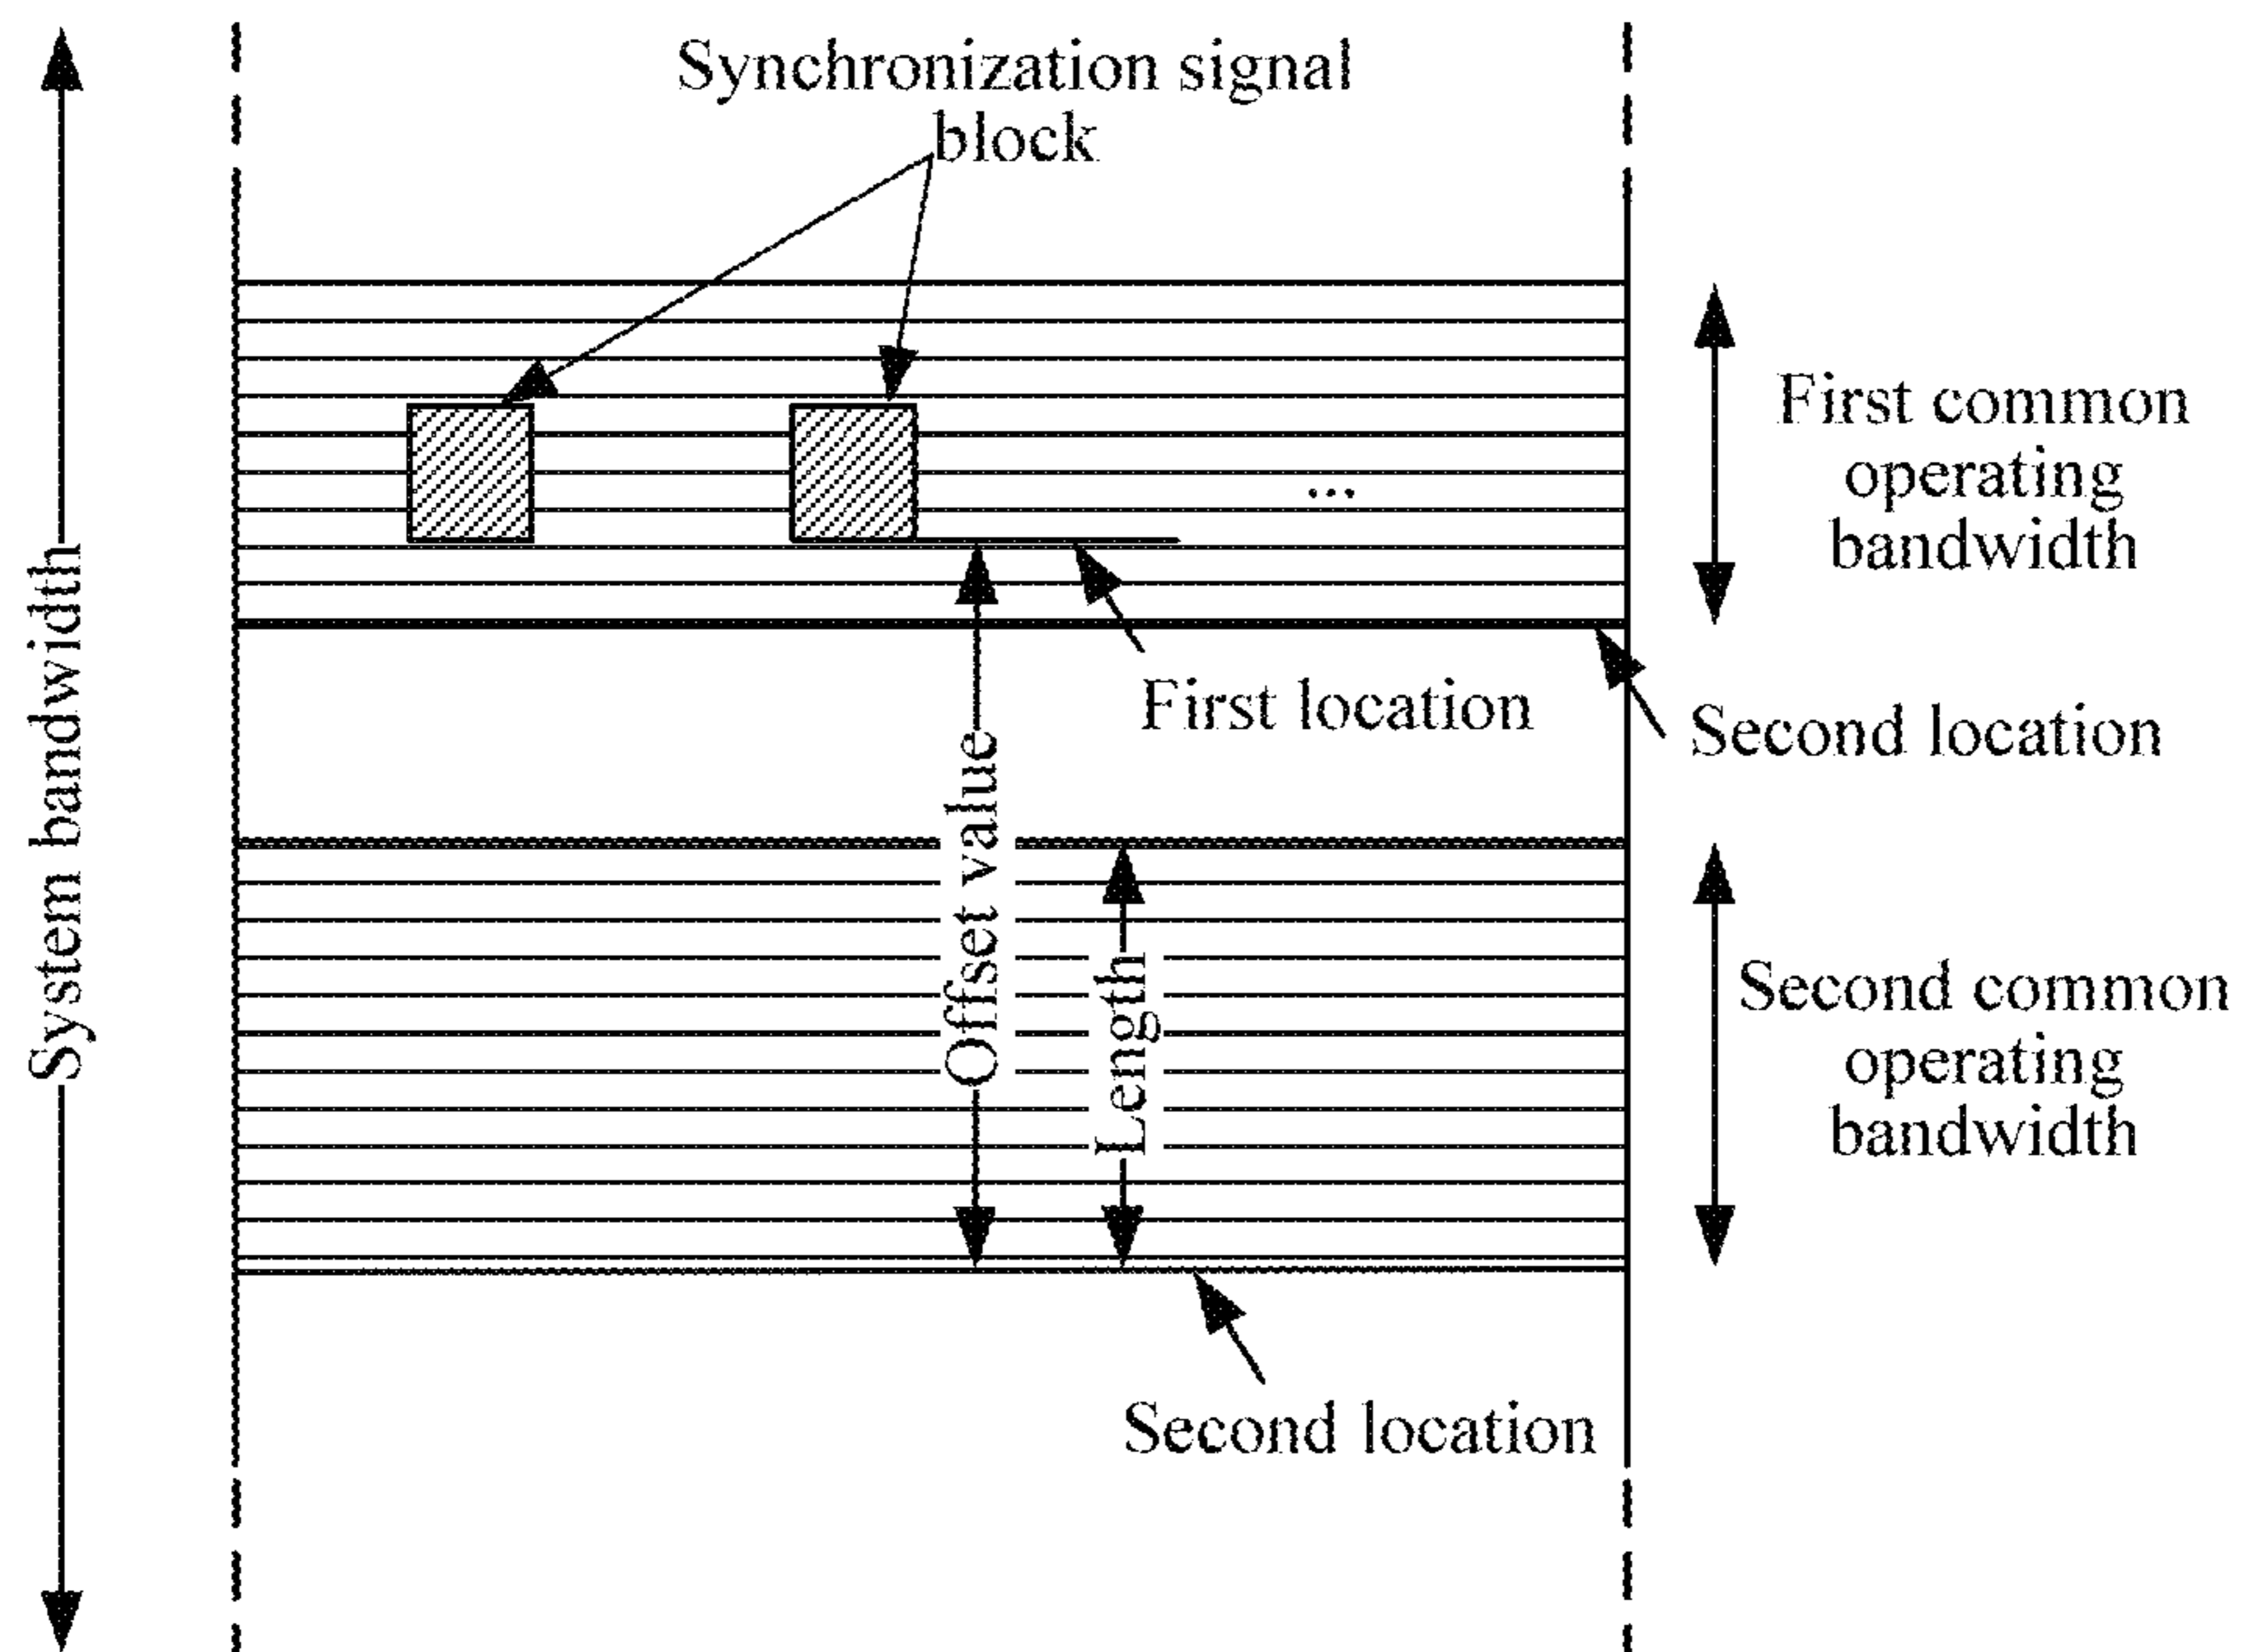 Synchronization signal
block
System bandwidth
First common
operating
bandwidth
...
First location
Second location
Offset value
Length
Second common
operating
bandwidth
Second location